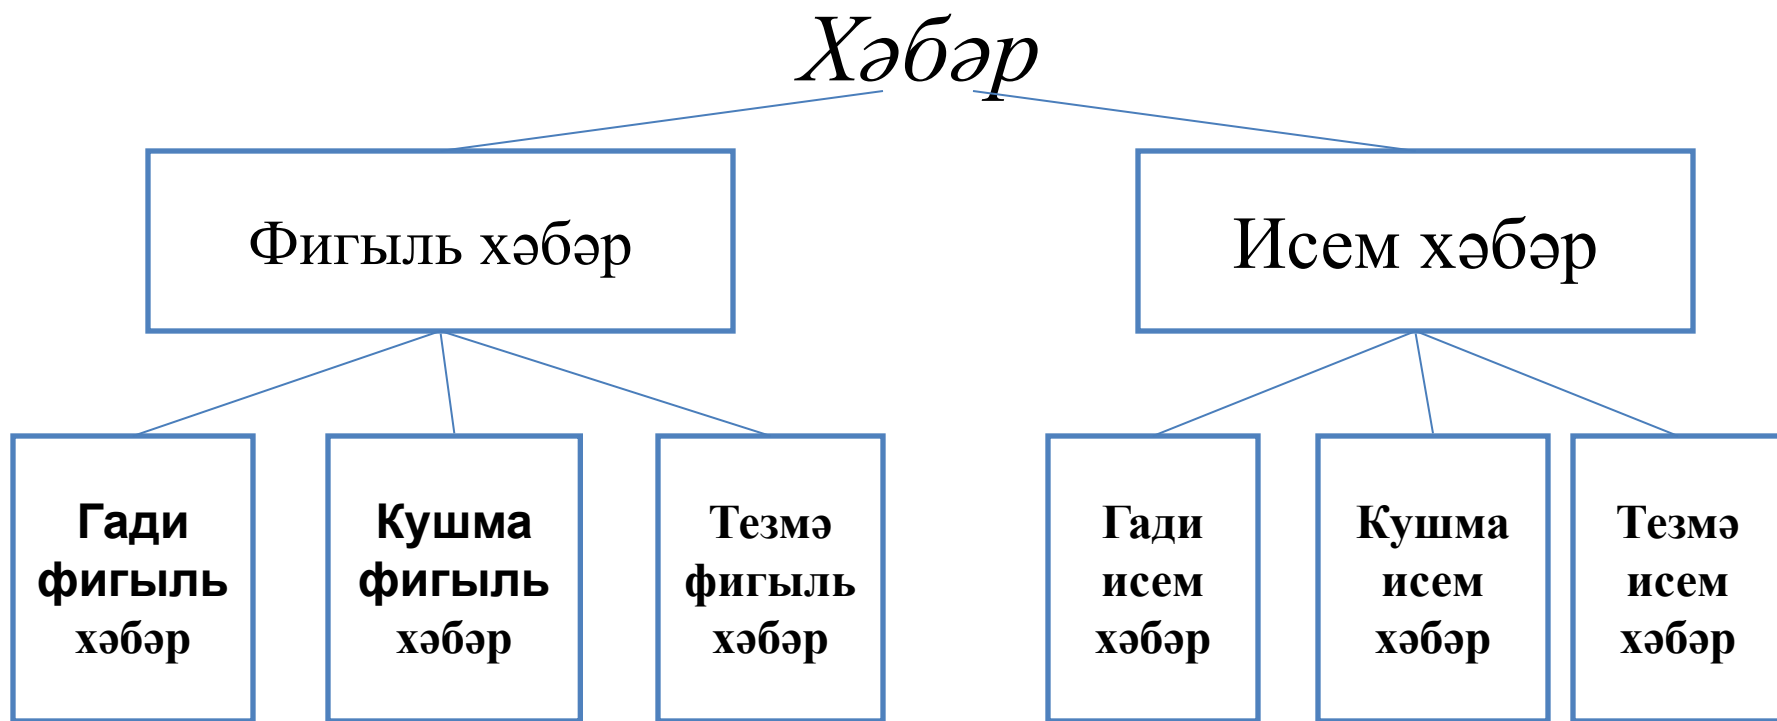 Хәбәр
Фигыль хәбәр
Исем хәбәр
Гади
фигыль
хәбәр
Кушма
фигыль
хәбәр
Тезмә
фигыль
хәбәр
Гади
исем
хәбәр
Кушма
исем
хәбәр
Тезмә
исем
хәбәр